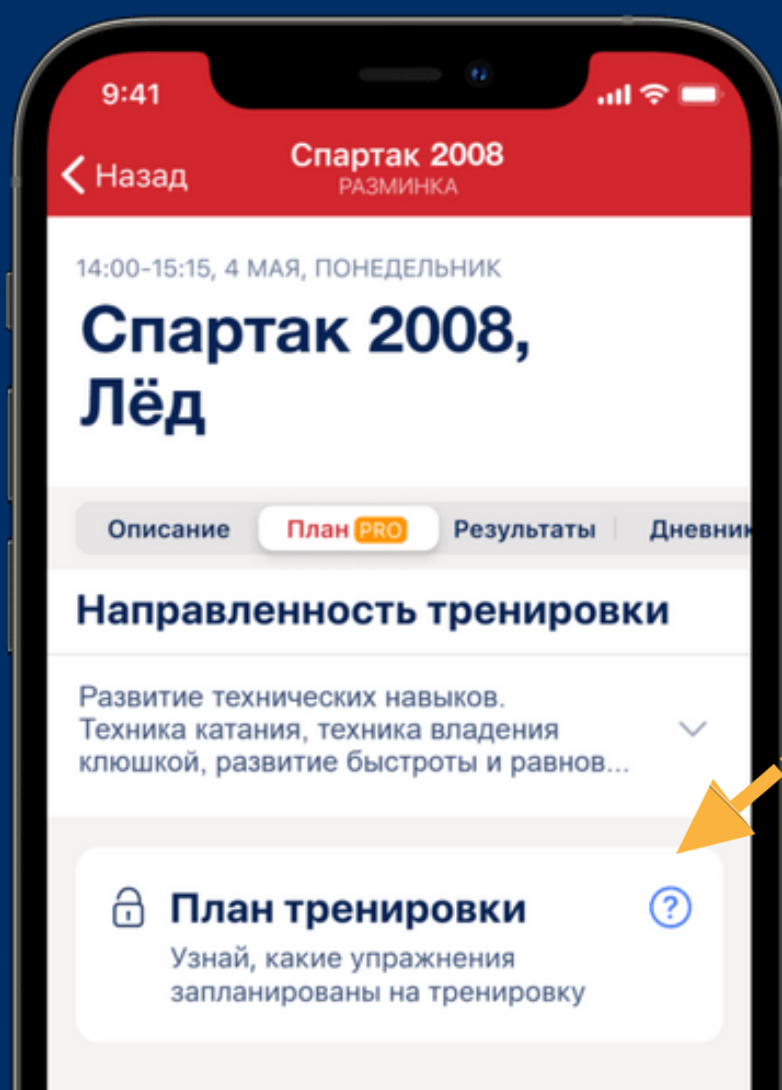 9:41
Назад
Спартак 2008
РАЗМИНКА
14:00-15:15, 4 МАЯ, ПОНЕДЕЛЬНИК
Спартак 2008,
Лёд
Описание План PRO Результаты Дневник
Направленность тренировки
Развитие технических навыков.
Техника катания, техника владения
клюшкой, развитие быстроты и равнов...
План тренировки ?
Узнай, какие упражнения
запланированы на тренировку